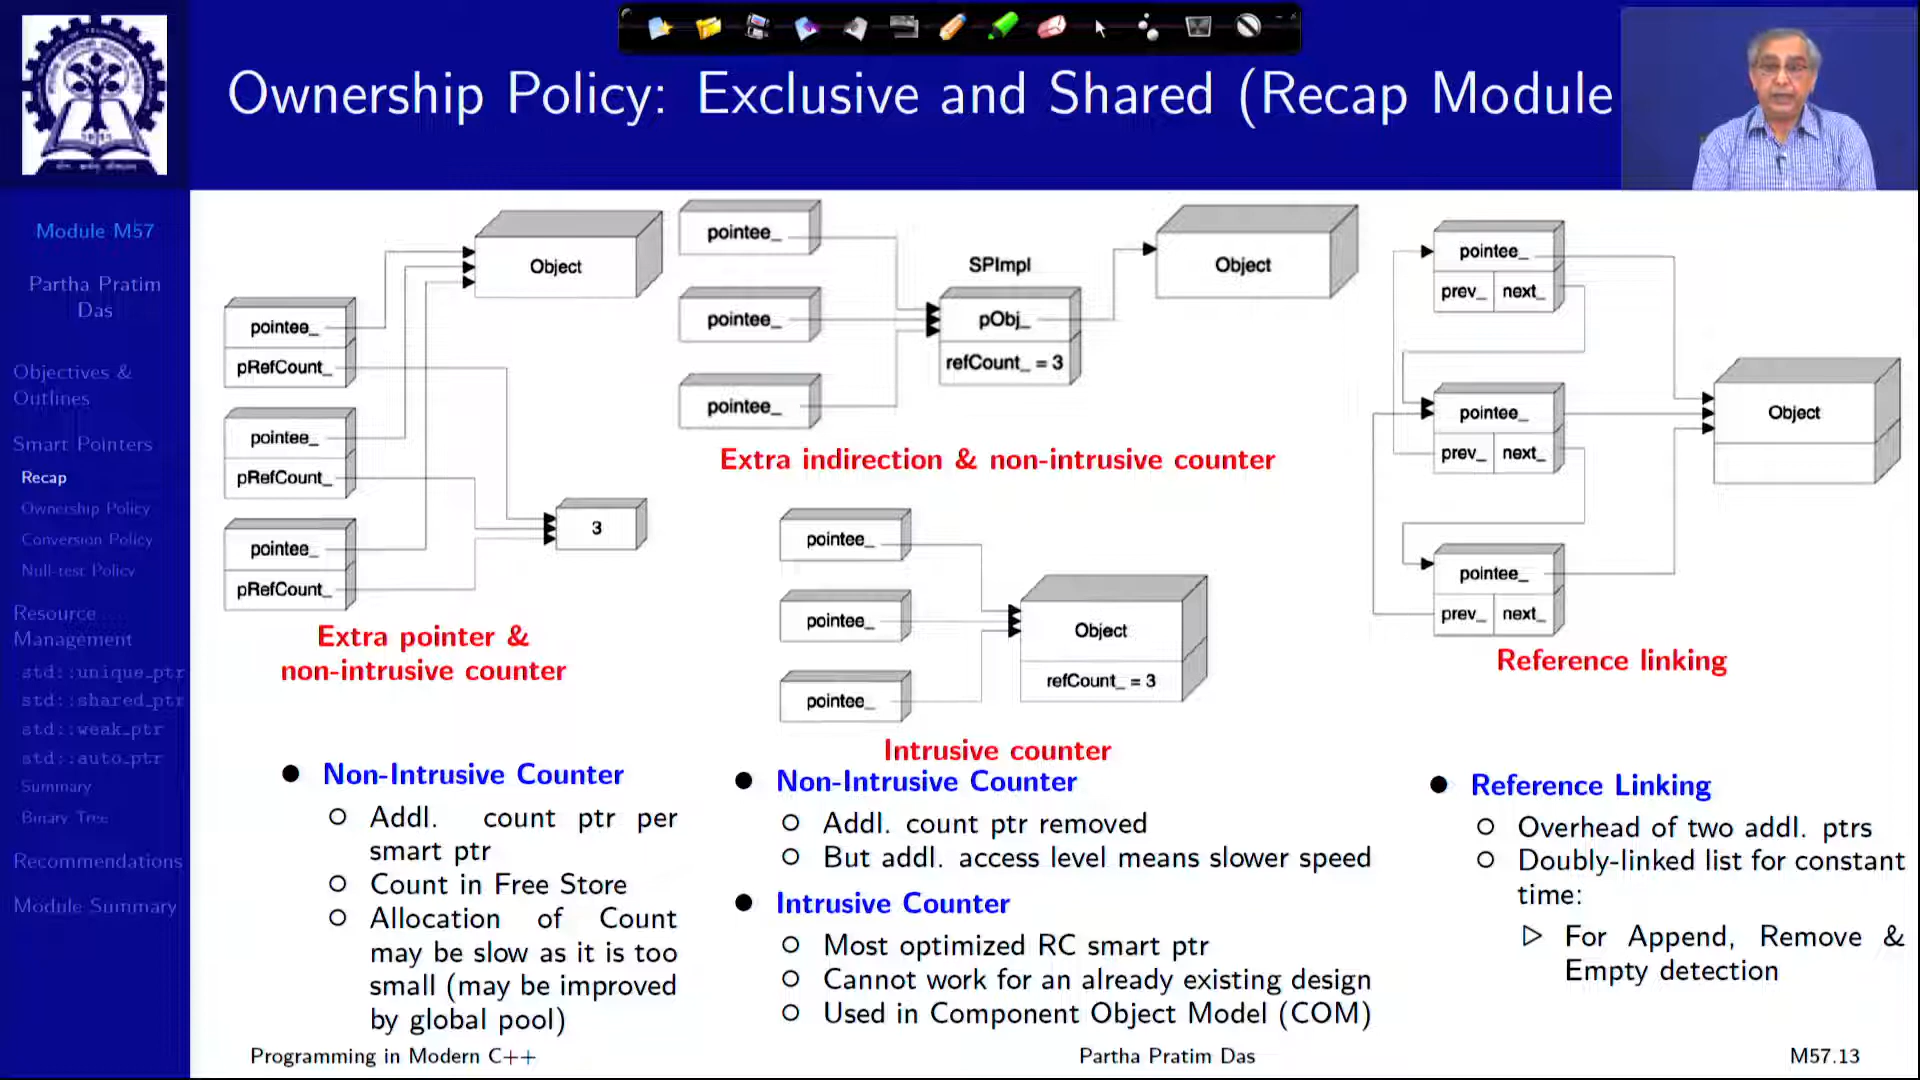 Ownership Policy: Exclusive and Shared (Recap Module
Module M57
Partha Pratim
Das
Objectives &
Outlines
Smart Pointers
Recap
Ownership Policy
Conversion Policy
Null-test Policy
Resource
Management
std::unique_ptr
std::shared_ptr
std::weak_ptr
std::auto_ptr
Summary
Binary Tree
Recommendations
Module Summary
Object
pointee_
pRefCount_
pointee_
pRefCount_
pointee_
pRefCount_
3
Extra pointer &
non-intrusive counter
pointee_
pointee_
pointee_
SPImpl
pObj_
refCount_ = 3
Object
Extra indirection & non-intrusive counter
pointee_
pointee_
pointee_
Object
refCount_ = 3
Intrusive counter
pointee_
prev_ next_
pointee_
prev_ next_
pointee_
prev_ next_
Object
Reference linking
Non-Intrusive Counter
Addl. count ptr per
smart ptr
Count in Free Store
Allocation of Count
may be slow as it is too
small (may be improved
by global pool)
Non-Intrusive Counter
Addl. count ptr removed
But addl. access level means slower speed
Intrusive Counter
Most optimized RC smart ptr
Cannot work for an already existing design
Used in Component Object Model (COM)
Reference Linking
Overhead of two addl. ptrs
Doubly-linked list for constant
time:
For Append, Remove &
Empty detection
Programming in Modern C++
Partha Pratim Das
M57.13